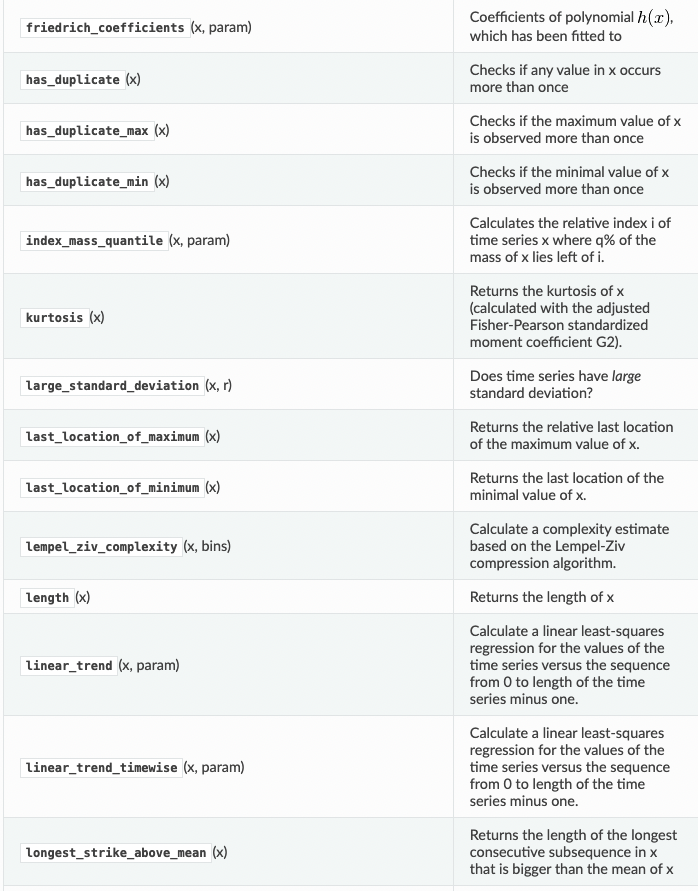 friedrich_coefficients (x, param)
Coefficients of polynomial h(x),
which has been fitted to
has_duplicate (x)
Checks if any value in x occurs
more than once
has_duplicate_max (x)
Checks if the maximum value of x
is observed more than once
has_duplicate_min (x)
Checks if the minimal value of x
is observed more than once
index_mass_quantile (x, param)
Calculates the relative index i of
time series x where q% of the
mass of x lies left of i.
kurtosis (x)
Returns the kurtosis of x
(calculated with the adjusted
Fisher-Pearson standardized
moment coefficient G2).
large_standard_deviation (x, r)
Does time series have large
standard deviation?
last_location_of_maximum (x)
Returns the relative last location
of the maximum value of x.
last_location_of_minimum (x)
Returns the last location of the
minimal value of x.
lempel_ziv_complexity (x, bins)
Calculate a complexity estimate
based on the Lempel-Ziv
compression algorithm.
length (x)
Returns the length of x
linear_trend (x, param)
Calculate a linear least-squares
regression for the values of the
time series versus the sequence
from 0 to length of the time
series minus one.
linear_trend_timewise (x, param)
Calculate a linear least-squares
regression for the values of the
time series versus the sequence
from 0 to length of the time
series minus one.
longest_strike_above_mean (x)
Returns the length of the longest
consecutive subsequence in x
that is bigger than the mean of x